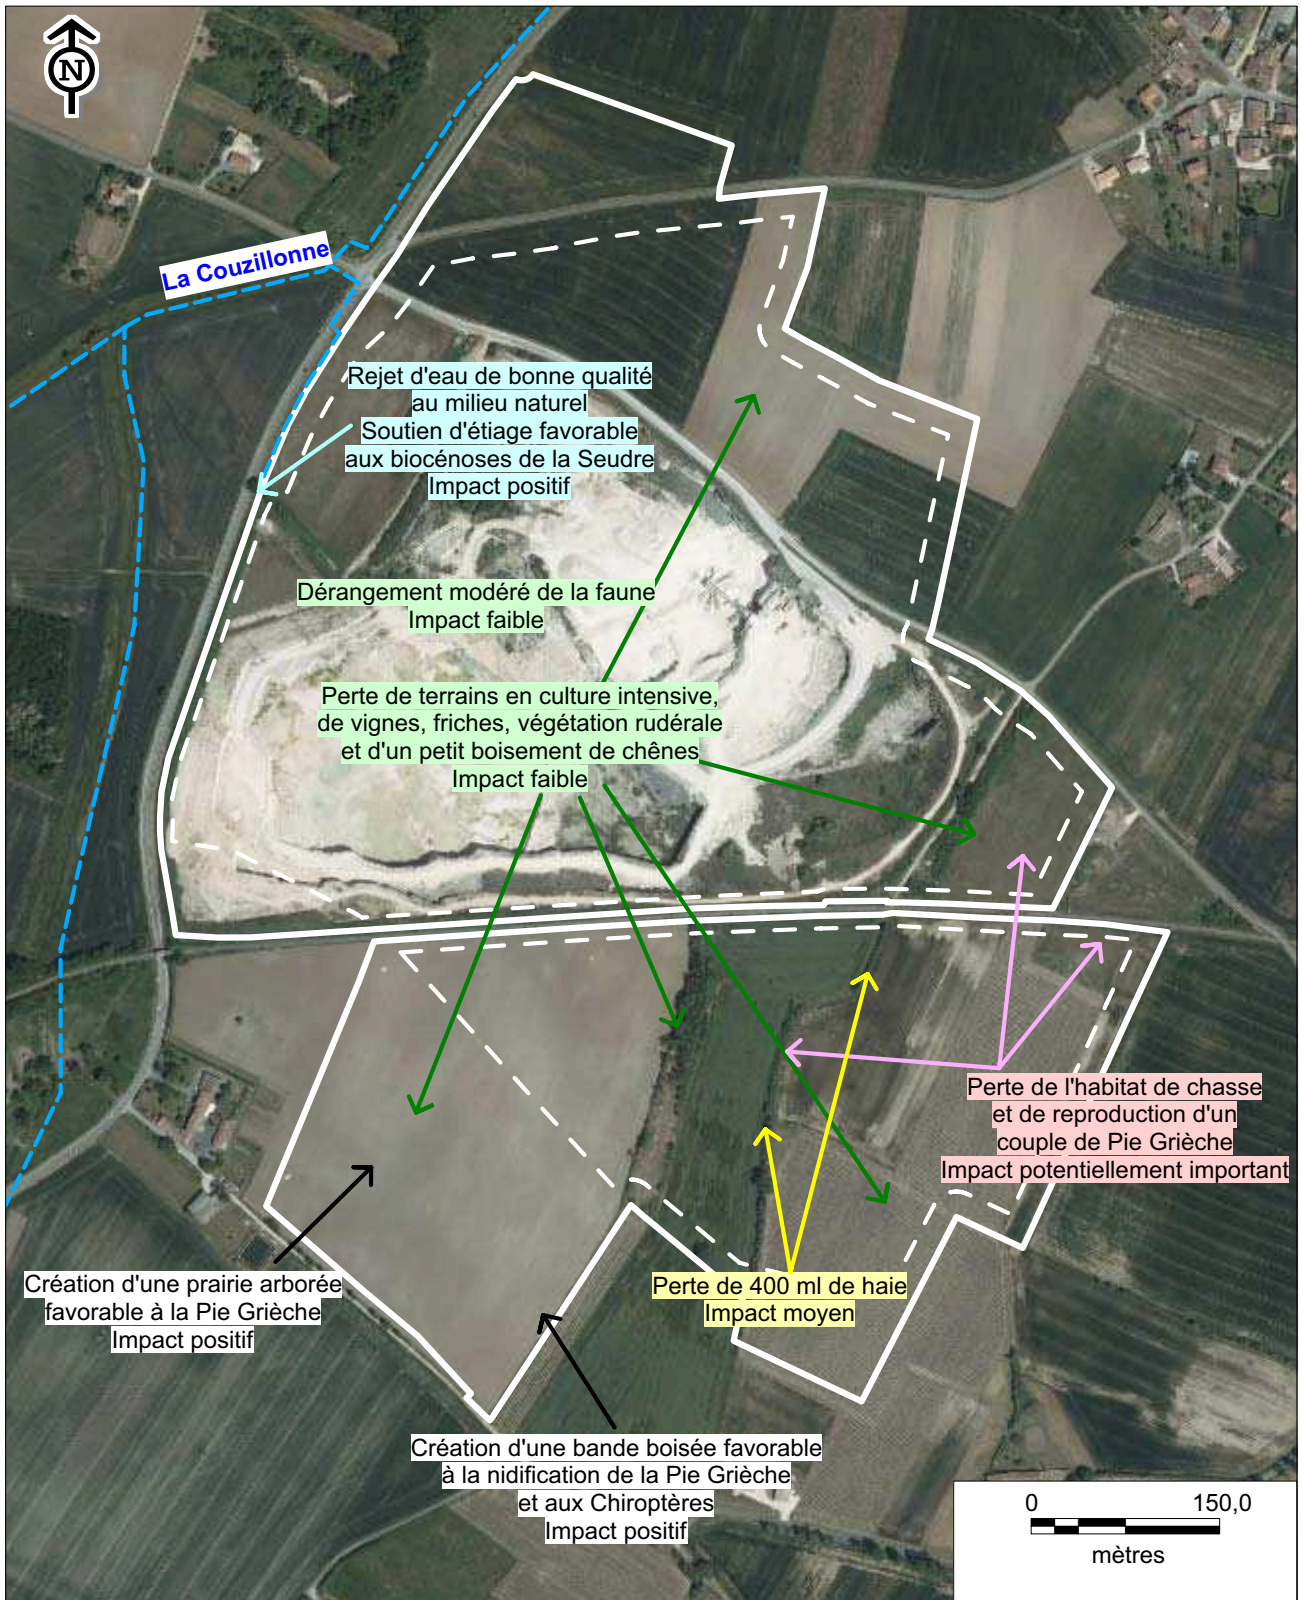 N
La Couzillonne
Rejet d'eau de bonne qualité
au milieu naturel
Soutien d'étiage favorable
aux biocénoses de la Seudre
Impact positif
Dérangement modéré de la faune
Impact faible
Perte de terrains en culture intensive,
de vignes, friches, végétation rudérale
et d'un petit boisement de chênes
Impact faible
Perte de l'habitat de chasse
et de reproduction d'un
couple de Pie Grièche
Impact potentiellement important
Création d'une prairie arborée
favorable à la Pie Grièche
Impact positif
Perte de 400 ml de haie
Impact moyen
Création d'une bande boisée favorable
à la nidification de la Pie Grièche
et aux Chiroptères
Impact positif
0 150,0
mètres